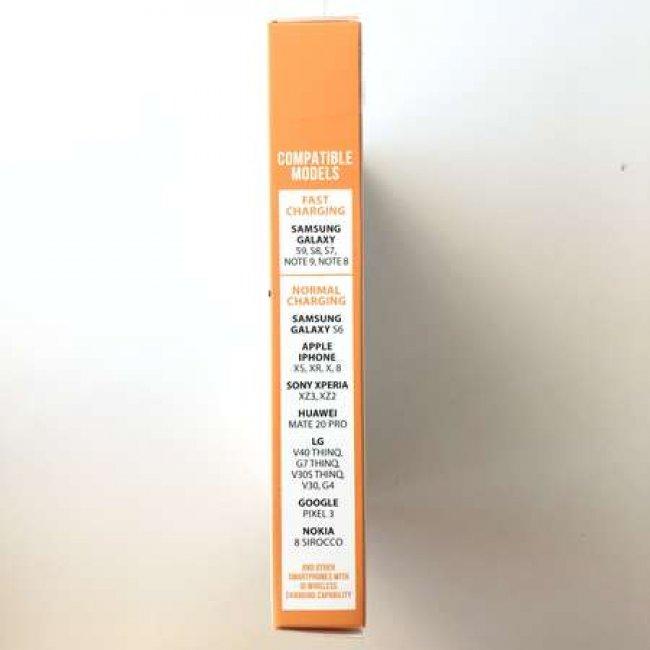 COMPATIBLE
MODELS
FAST
CHARGING
SAMSUNG
GALAXY
S9, S8, S7,
NOTE 9, NOTE 8
NORMAL
CHARGING
SAMSUNG
GALAXY S6
APPLE
IPHONE
XS, XR, X, 8
SONY XPERIA
XZ3, XZ2
HUAWEI
MATE 20 PRO
LG
V40 THINQ,
G7 THINQ,
V30S THINQ,
V30, G4
GOOGLE
PIXEL 3
NOKIA
8 SIROCCO
AND OTHER
SMARTPHONES WITH
QI WIRELESS
CHARGING CAPABILITY